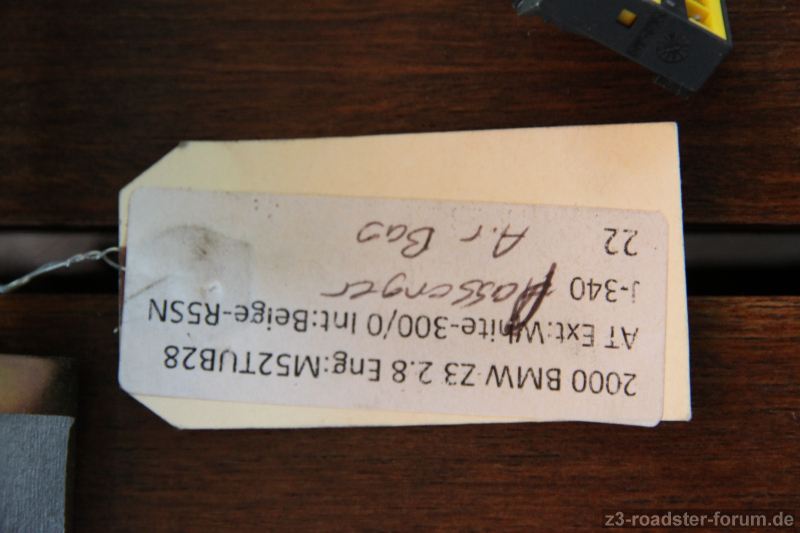 2000 BMW Z3 2.8 Eng:M52TUB28
AT Ext:White-300/0 Int:Beige-R5SN
J-340 Passenger
22 Air Bag
z3-roadster-forum.de